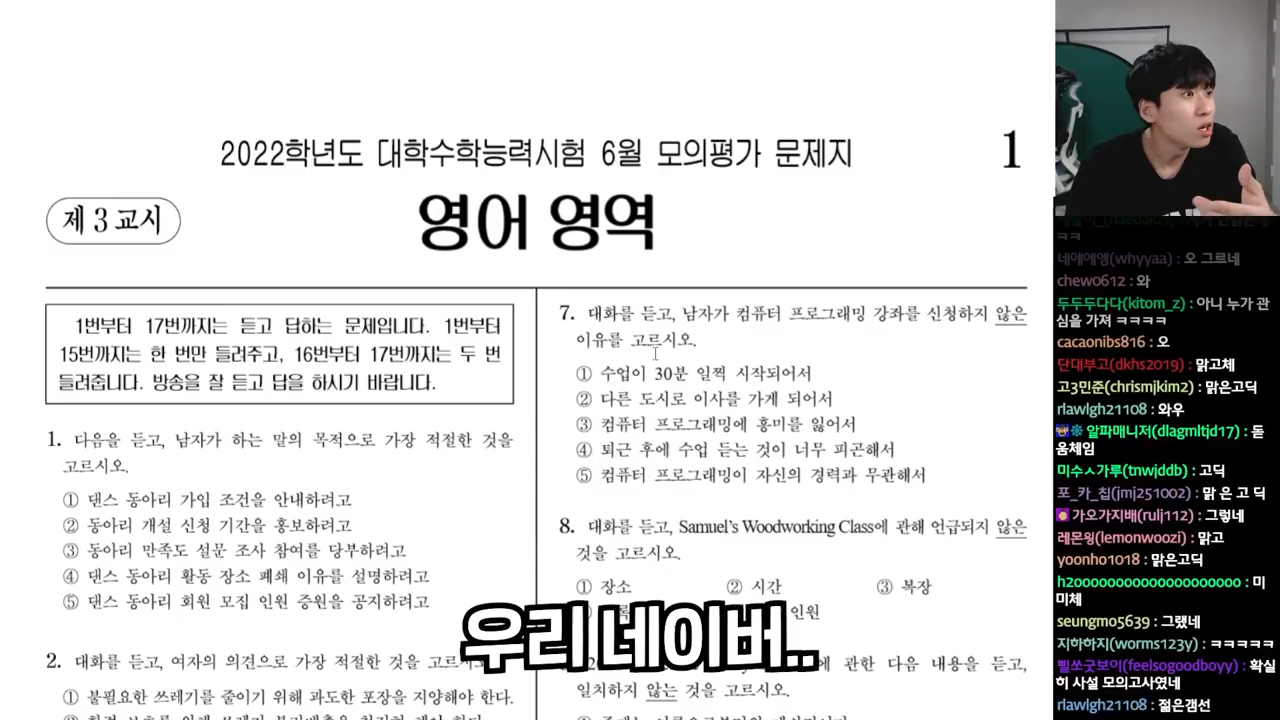 2022학년도 대학수학능력시험 6월 모의평가 문제지
1
제 3 교시
영어 영역
1번부터 17번까지는 듣고 답하는 문제입니다. 1번부터
15번까지는 한 번만 들려주고, 16번부터 17번까지는 두 번
들려줍니다. 방송을 잘 듣고 답을 하시기 바랍니다.
1. 다음을 듣고, 남자가 하는 말의 목적으로 가장 적절한 것을
고르시오.
① 댄스 동아리 가입 조건을 안내하려고
② 동아리 개설 신청 기간을 홍보하려고
③ 동아리 만족도 설문 조사 참여를 당부하려고
④ 댄스 동아리 활동 장소 폐쇄 이유를 설명하려고
⑤ 댄스 동아리 회원 모집 인원 증원을 공지하려고
2. 대화를 듣고, 여자의 의견으로 가장 적절한 것을
① 불필요한 쓰레기를 줄이기 위해 과도한 포장을 지양해야 한다.
7. 대화를 듣고, 남자가 컴퓨터 프로그래밍 강좌를 신청하지 않은
이유를 고르시오.
① 수업이 30분 일찍 시작되어서
② 다른 도시로 이사를 가게 되어서
③ 컴퓨터 프로그래밍에 흥미를 잃어서
④ 퇴근 후에 수업 듣는 것이 너무 피곤해서
⑤ 컴퓨터 프로그래밍이 자신의 경력과 무관해서
8. 대화를 듣고, Samuel's Woodworking Class에 관해 언급되지 않은
것을 고르시오.
① 장소 ② 시간 ③ 복장
인원
에 관한 다음 내용을 듣고,
일치하지 않는 것을 고르시오.
우리 네이버..
ㅋㅋ
네에에엥(whyyaa) : 오 그르네
chew0612 : 와
두두두다다(kitom_z) : 아니 누가 관
심을 가져 ㅋㅋㅋㅋ
cacaonibs816 : 오
단대부고(dkhs2019) : 맑고체
고3민준(chrismjkim2) : 맑은고딕
rlawlgh21108 : 와우
알파매니저(dlagmltjd17) : 돋
움체임
미수ㅅ가루(tnwjddb) : 고딕
포_카_칩(jmj251002) : 맑 은 고 딕
가오가지배(rulj112) : 그렇네
레몬윙(lemonwoozi) : 맑고
yoonho1018 : 맑은고딕
h2oooooooooooooooooooo : 미
미체
seungmo5639 : 그랬네
지하하지(worms123y) : ㅋㅋㅋㅋㅋ
삘쏘굿보이(feelsogoodboyy) : 확실
히 사설 모의고사였네
rlawlgh21108 : 젊은갬선